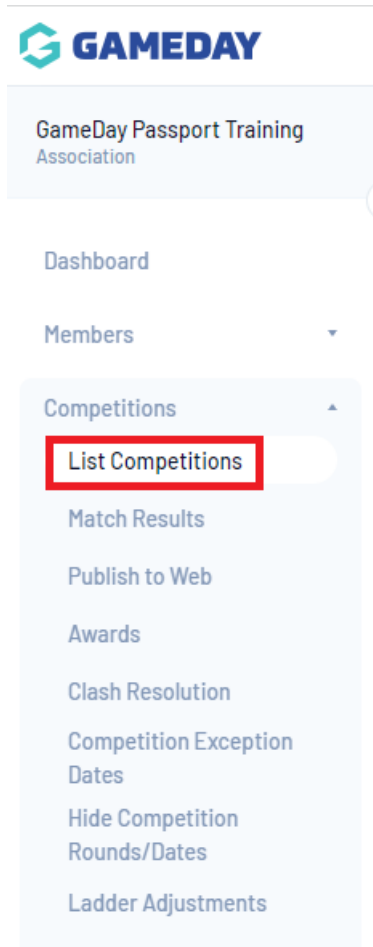 GAMEDAY
GameDay Passport Training
Association
Dashboard
Members
Competitions
List Competitions
Match Results
Publish to Web
Awards
Clash Resolution
Competition Exception
Dates
Hide Competition
Rounds/Dates
Ladder Adjustments